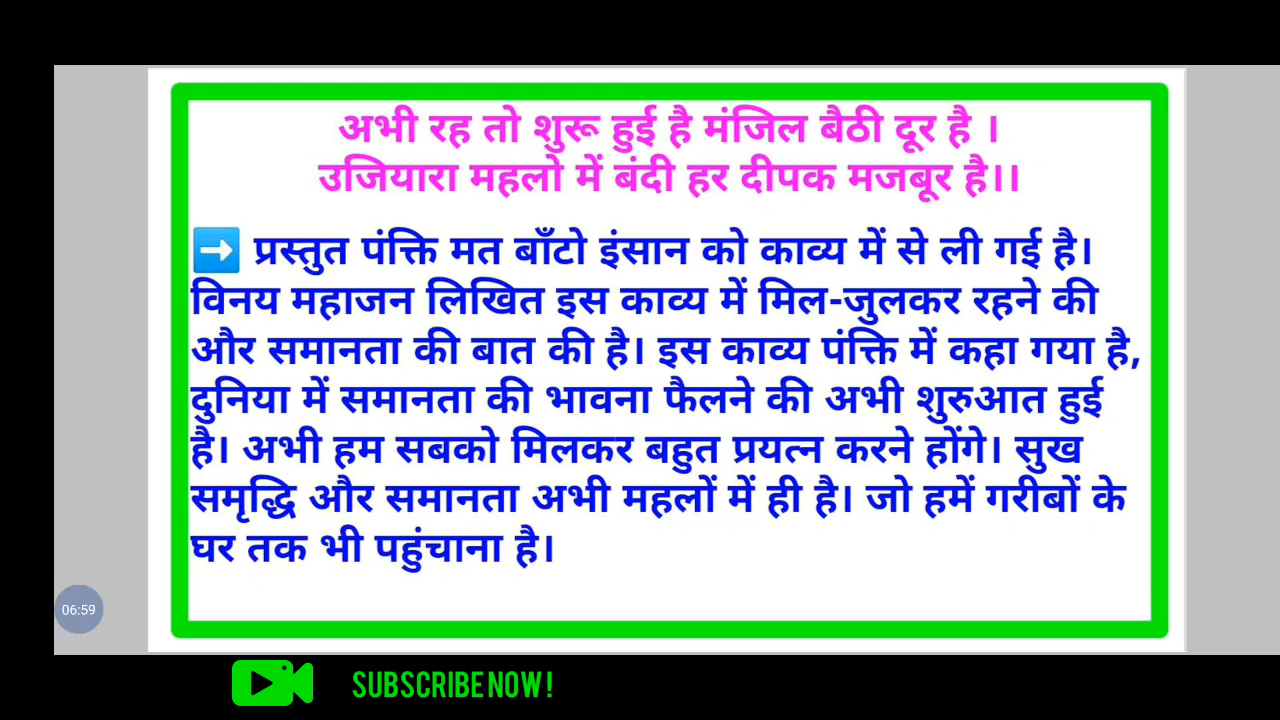 अभी रह तो शुरू हुई है मंजिल बैठी दूर है ।
उजियारा महलो में बंदी हर दीपक मजबूर है।।
➡ प्रस्तुत पंक्ति मत बाँटो इंसान को काव्य में से ली गई है।
विनय महाजन लिखित इस काव्य में मिल-जुलकर रहने की
और समानता की बात की है। इस काव्य पंक्ति में कहा गया है,
दुनिया में समानता की भावना फैलने की अभी शुरुआत हुई
है। अभी हम सबको मिलकर बहुत प्रयत्न करने होंगे। सुख
समृद्धि और समानता अभी महलों में ही है। जो हमें गरीबों के
घर तक भी पहुंचाना है।
06:59
SUBSCRIBE NOW !